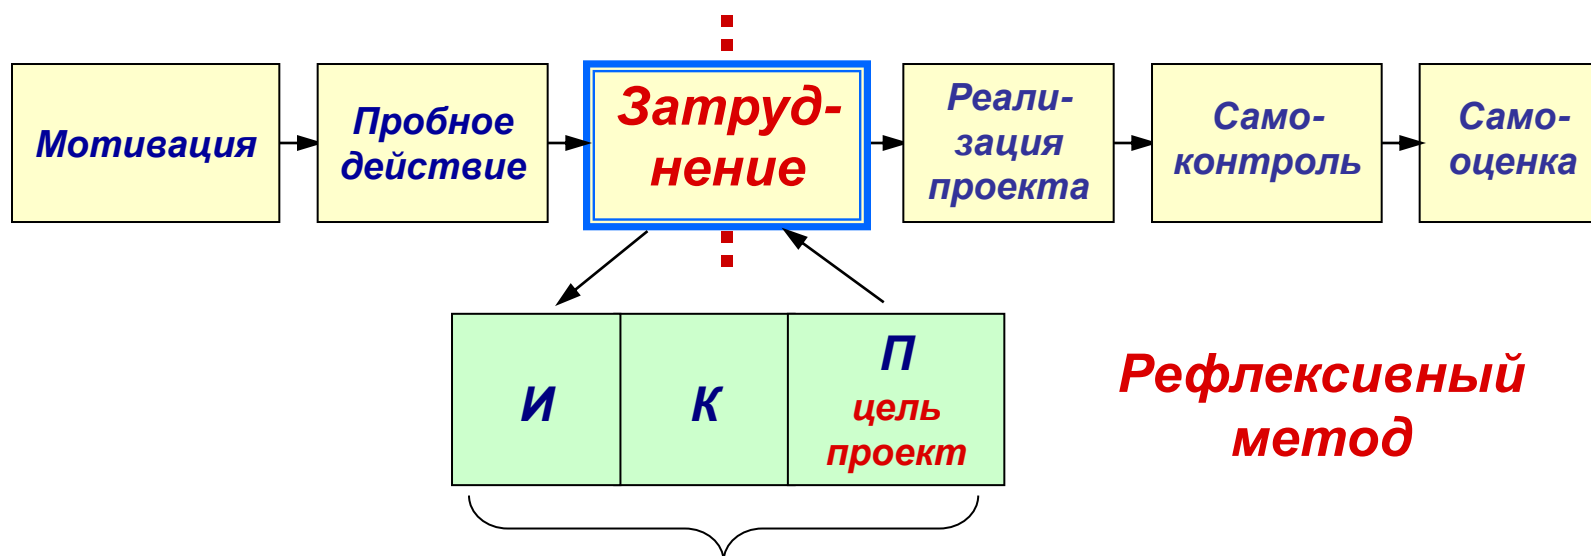 Мотивация
Пробное
действие
Затруд-
нение
Реали-
зация
проекта
Само-
контроль
Само-
оценка
И
К
П
цель
проект
Рефлексивный
метод